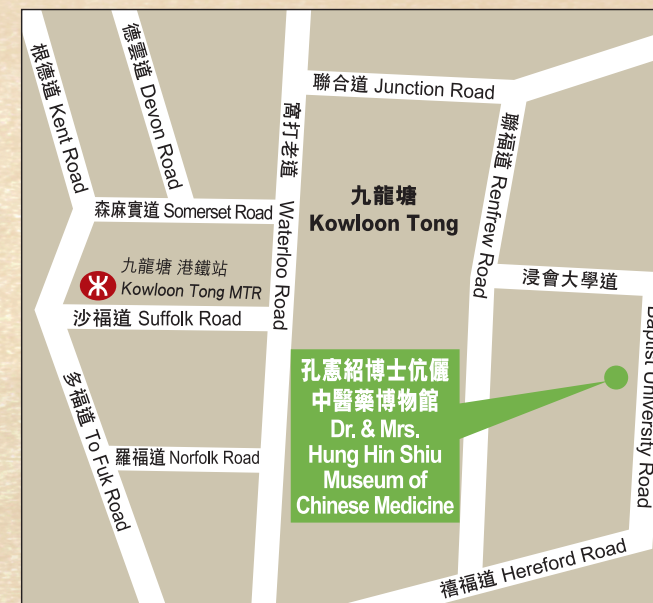 根德道 Kent Road
德雲道 Devon Road
窩打老道 Waterloo Road
聯合道 Junction Road
聯福道 Renfrew Road
森麻實道 Somerset Road
九龍塘
Kowloon Tong
九龍塘 港鐵站
Kowloon Tong MTR
浸會大學道
Baptist University Road
沙福道 Suffolk Road
多福道 To Fuk Road
孔憲紹博士伉儷
中醫藥博物館
Dr. & Mrs.
Hung Hin Shiu
Museum of
Chinese Medicine
羅福道 Norfolk Road
禧福道 Hereford Road